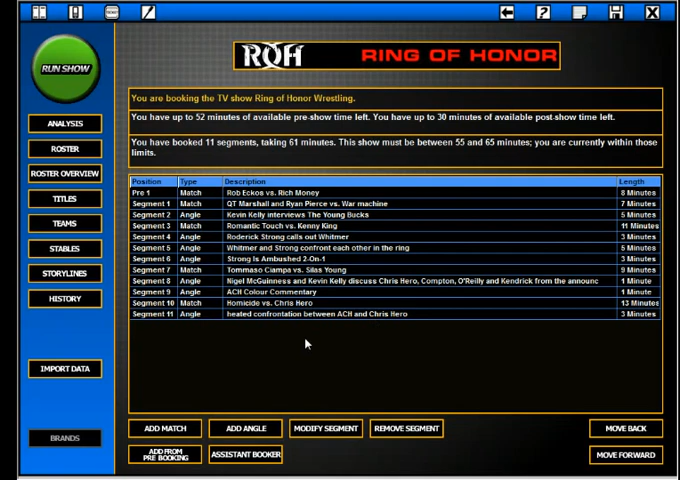 ROH RING OF HONOR
RUN SHOW
ANALYSIS
ROSTER
ROSTER OVERVIEW
TITLES
TEAMS
STABLES
STORYLINES
HISTORY
IMPORT DATA
BRANDS
You are booking the TV show Ring of Honor Wrestling.
You have up to 52 minutes of available pre-show time left. You have up to 30 minutes of available post-show time left.
You have booked 11 segments, taking 61 minutes. This show must be between 55 and 65 minutes; you are currently within those
limits.
Position Type Description Length
Pre 1 Match Rob Eckos vs. Rich Money 8 Minutes
Segment 1 Match QT Marshall and Ryan Pierce vs. War machine 7 Minutes
Segment 2 Angle Kevin Kelly interviews The Young Bucks 5 Minutes
Segment 3 Match Romantic Touch vs. Kenny King 11 Minutes
Segment 4 Angle Roderick Strong calls out Whitmer 3 Minutes
Segment 5 Angle Whitmer and Strong confront each other in the ring 5 Minutes
Segment 6 Angle Strong Is Ambushed 2-On-1 3 Minutes
Segment 7 Match Tommaso Ciampa vs. Silas Young 9 Minutes
Segment 8 Angle Nigel McGuinness and Kevin Kelly discuss Chris Hero, Compton, O'Reilly and Kendrick from the announc 1 Minute
Segment 9 Angle ACH Colour Commentary 1 Minute
Segment 10 Match Homicide vs. Chris Hero 13 Minutes
Segment 11 Angle heated confrontation between ACH and Chris Hero 3 Minutes
ADD MATCH ADD ANGLE MODIFY SEGMENT REMOVE SEGMENT MOVE BACK
ADD FROM
PRE BOOKING
ASSISTANT BOOKER MOVE FORWARD